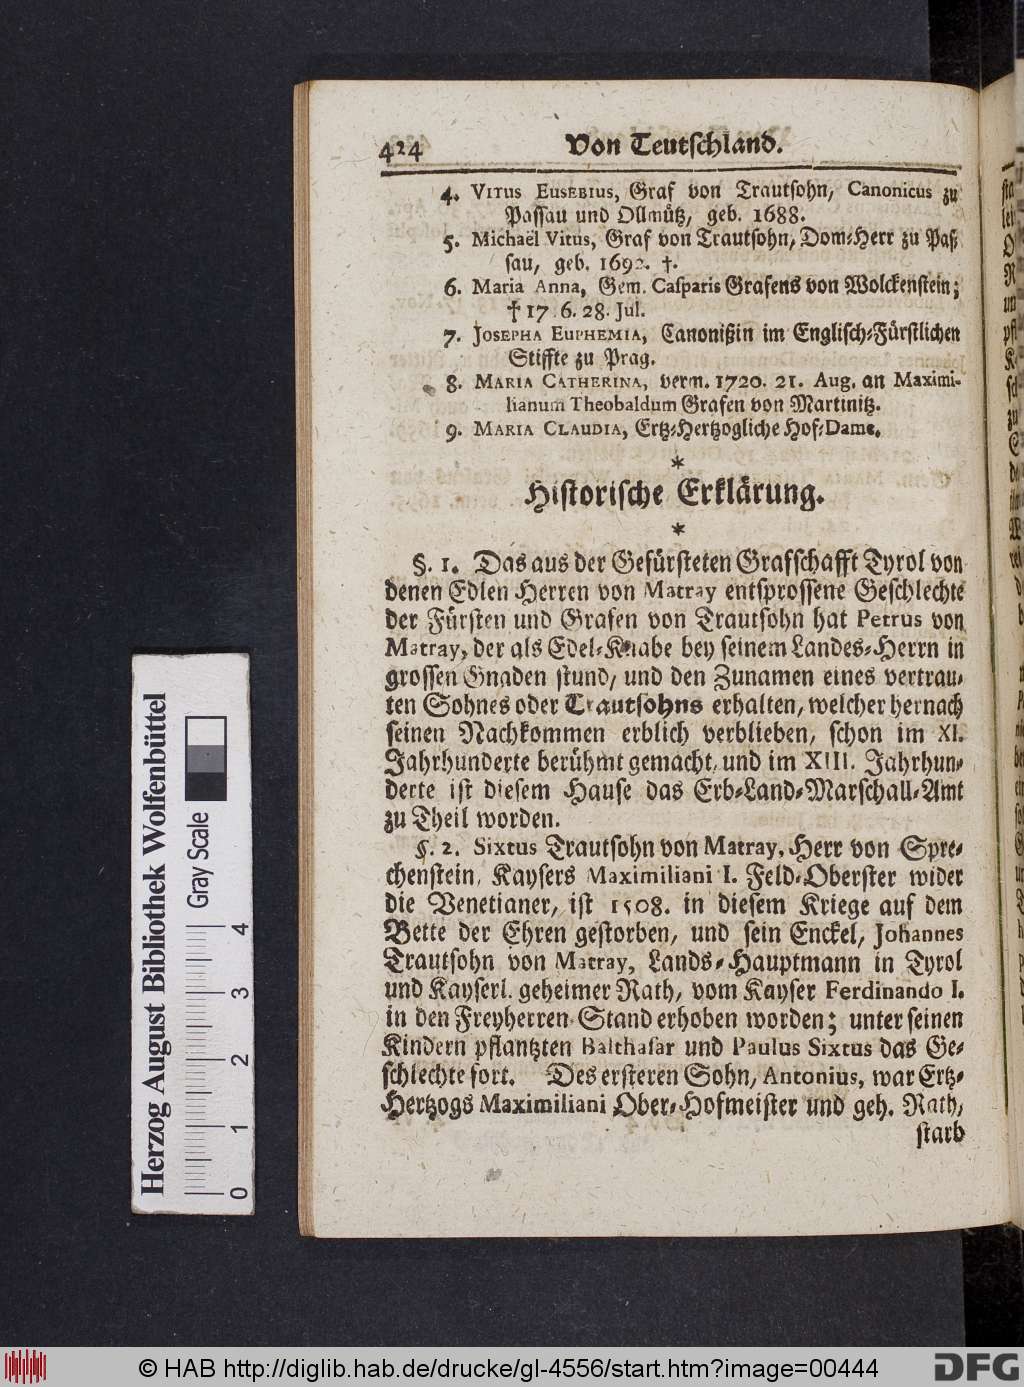 424 Von Teutschland.
4. VITUS EUSEBIUS, Graf von Trautsohn, Canonicus zu
Passau und Ollmütz, geb. 1688.
5. Michaël Vitus, Graf von Trautsohn, Dom-Herr zu Paß
sau, geb. 1692. †.
6. Maria Anna, Gem. Casparis Grafens von Wolckenstein;
† 17 6. 28. Jul.
7. JOSEPHA EUPHEMIA, Canonißin im Englisch-Fürstlichen
Stiffte zu Prag.
8. MARIA CATHERINA, verm. 1720. 21. Aug. an Maximi-
lianum Theobaldum Grafen von Martinitz.
9. MARIA CLAUDIA, Ertz-Hertzogliche Hof-Dame.
*
Historische Erklärung.
*
§. 1. Das aus der Gefürsteten Grafschafft Tyrol von
denen Edlen Herren von Matray entsprossene Geschlechte
der Fürsten und Grafen von Trautsohn hat Petrus von
Matray, der als Edel-Knabe bey seinem Landes-Herrn in
grossen Gnaden stund, und den Zunamen eines vertrau-
ten Sohnes oder Trautsohns erhalten, welcher hernach
seinen Nachkommen erblich verblieben, schon im XI.
Jahrhunderte berühmt gemacht, und im XIII. Jahrhun-
derte ist diesem Hause das Erb-Land-Marschall-Amt
zu Theil worden.
§. 2. Sixtus Trautsohn von Matray, Herr von Spre-
chenstein, Kaysers Maximiliani I. Feld-Oberster wider
die Venetianer, ist 1508. in diesem Kriege auf dem
Bette der Ehren gestorben, und sein Enckel, Johannes
Trautsohn von Matray, Lands-Hauptmann in Tyrol
und Kayserl. geheimer Rath, vom Kayser Ferdinando I.
in den Freyherren Stand erhoben worden; unter seinen
Kindern pflantzten Balthasar und Paulus Sixtus das Ge-
schlechte fort. Des ersteren Sohn, Antonius, war Ertz-
Hertzogs Maximiliani Ober-Hofmeister und geh. Rath,
starb
Herzog August Bibliothek Wolfenbüttel
Gray Scale
0 1 2 3 4
© HAB http://diglib.hab.de/drucke/gl-4556/start.htm?image=00444
DFG